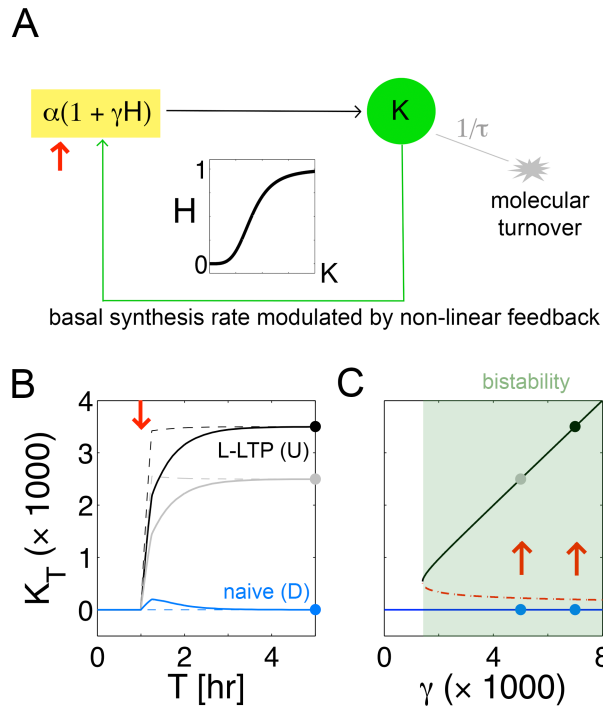 A
α(1 + γH)
K
1/τ
molecular
turnover
1
H
0
K
basal synthesis rate modulated by non-linear feedback
B
C
bistability
4
3
2
1
0
K_T (× 1000)
L-LTP (U)
naive (D)
0 2 4
T [hr]
0 4 8
γ (× 1000)